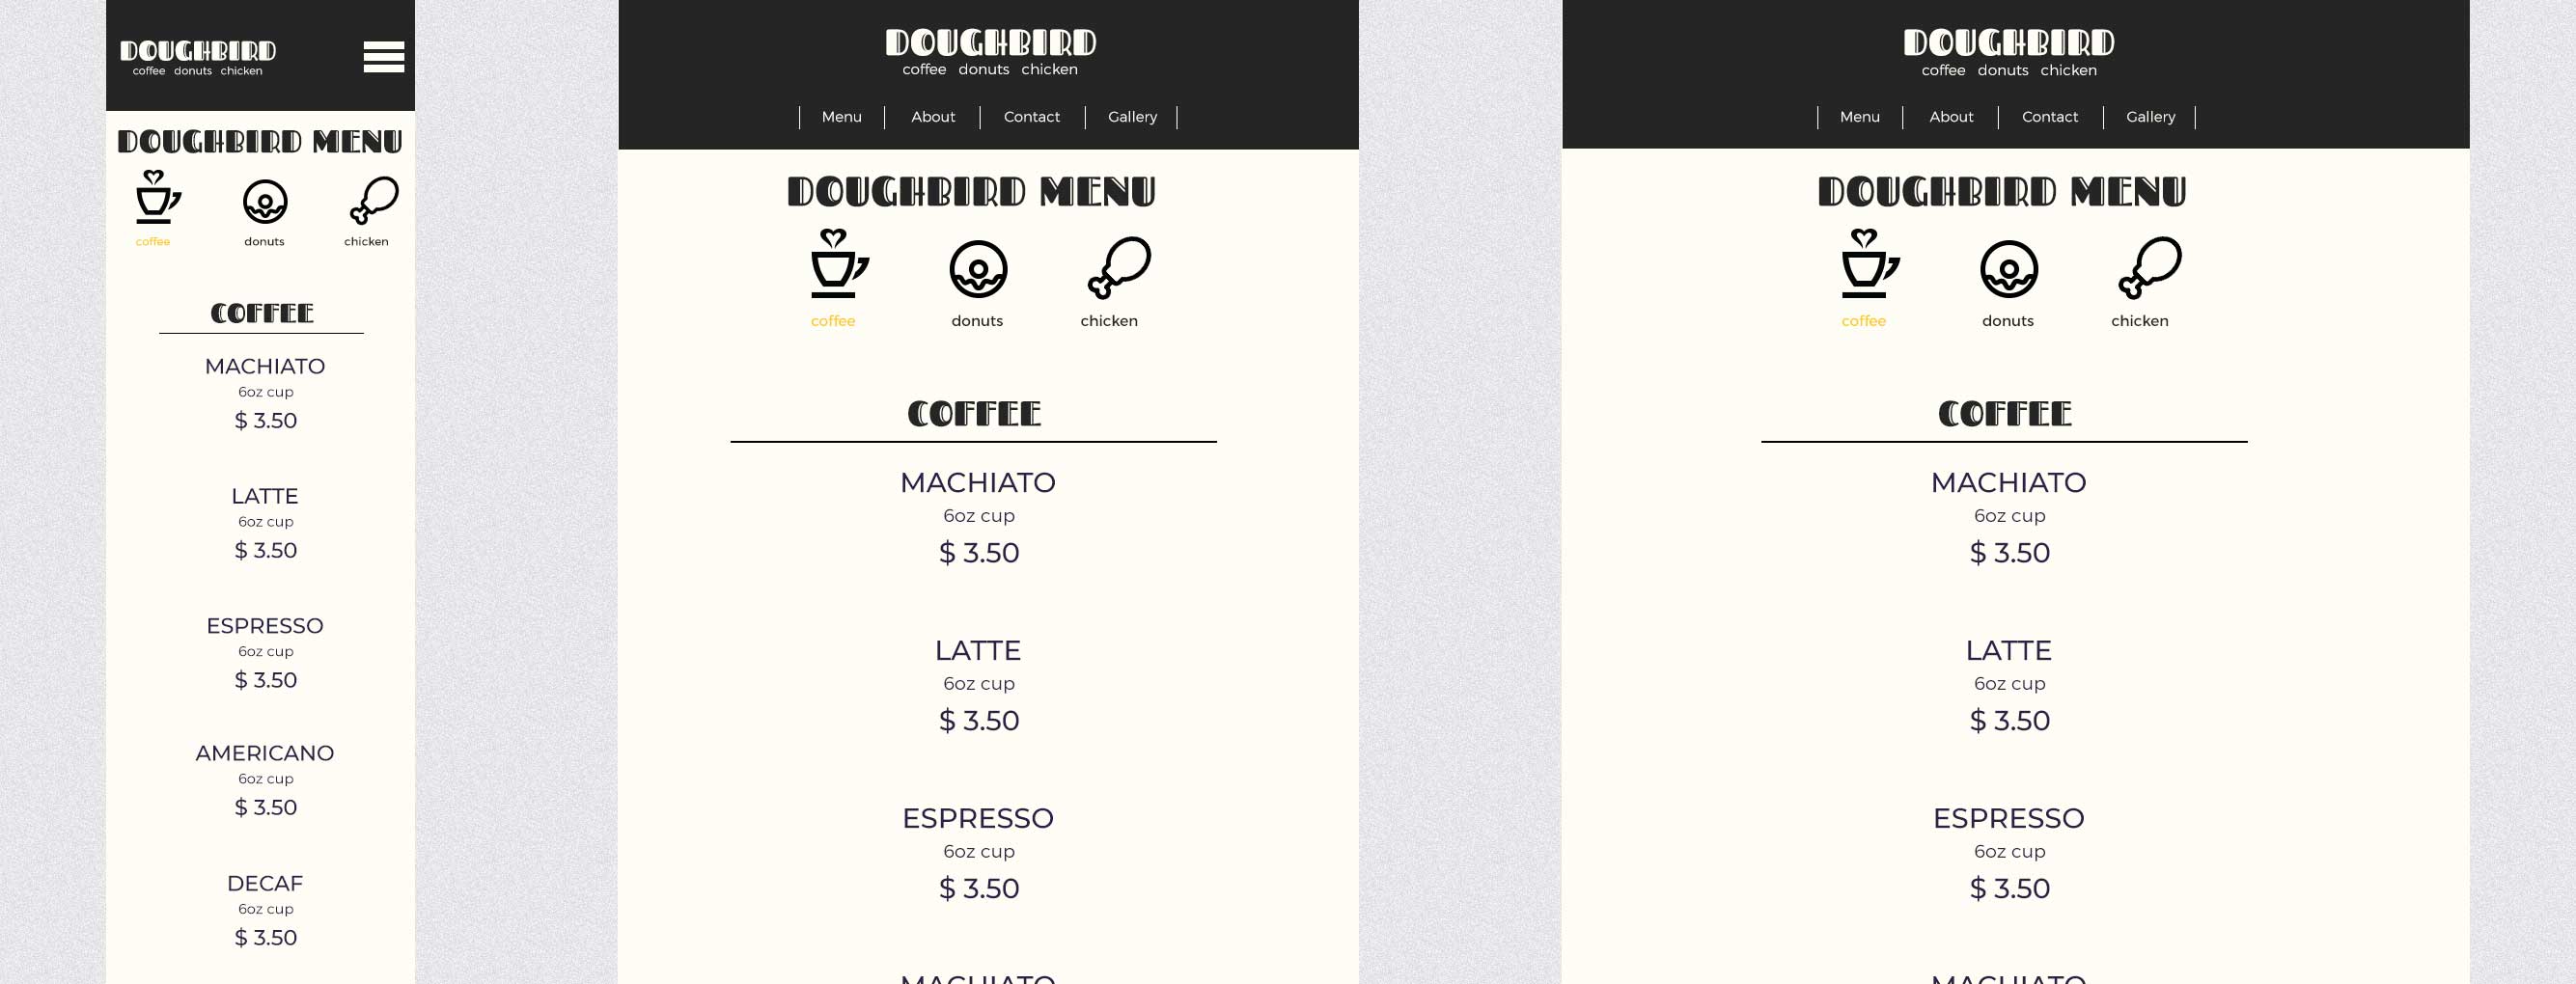 DOUGHBIRD
coffee donuts chicken
DOUGHBIRD MENU
coffee donuts chicken
COFFEE
MACHIATO
6oz cup
$ 3.50
LATTE
6oz cup
$ 3.50
ESPRESSO
6oz cup
$ 3.50
AMERICANO
6oz cup
$ 3.50
DECAF
6oz cup
$ 3.50
DOUGHBIRD
coffee donuts chicken
Menu About Contact Gallery
DOUGHBIRD MENU
coffee donuts chicken
COFFEE
MACHIATO
6oz cup
$ 3.50
LATTE
6oz cup
$ 3.50
ESPRESSO
6oz cup
$ 3.50
MACHIATO
DOUGHBIRD
coffee donuts chicken
Menu About Contact Gallery
DOUGHBIRD MENU
coffee donuts chicken
COFFEE
MACHIATO
6oz cup
$ 3.50
LATTE
6oz cup
$ 3.50
ESPRESSO
6oz cup
$ 3.50
MACHIATO